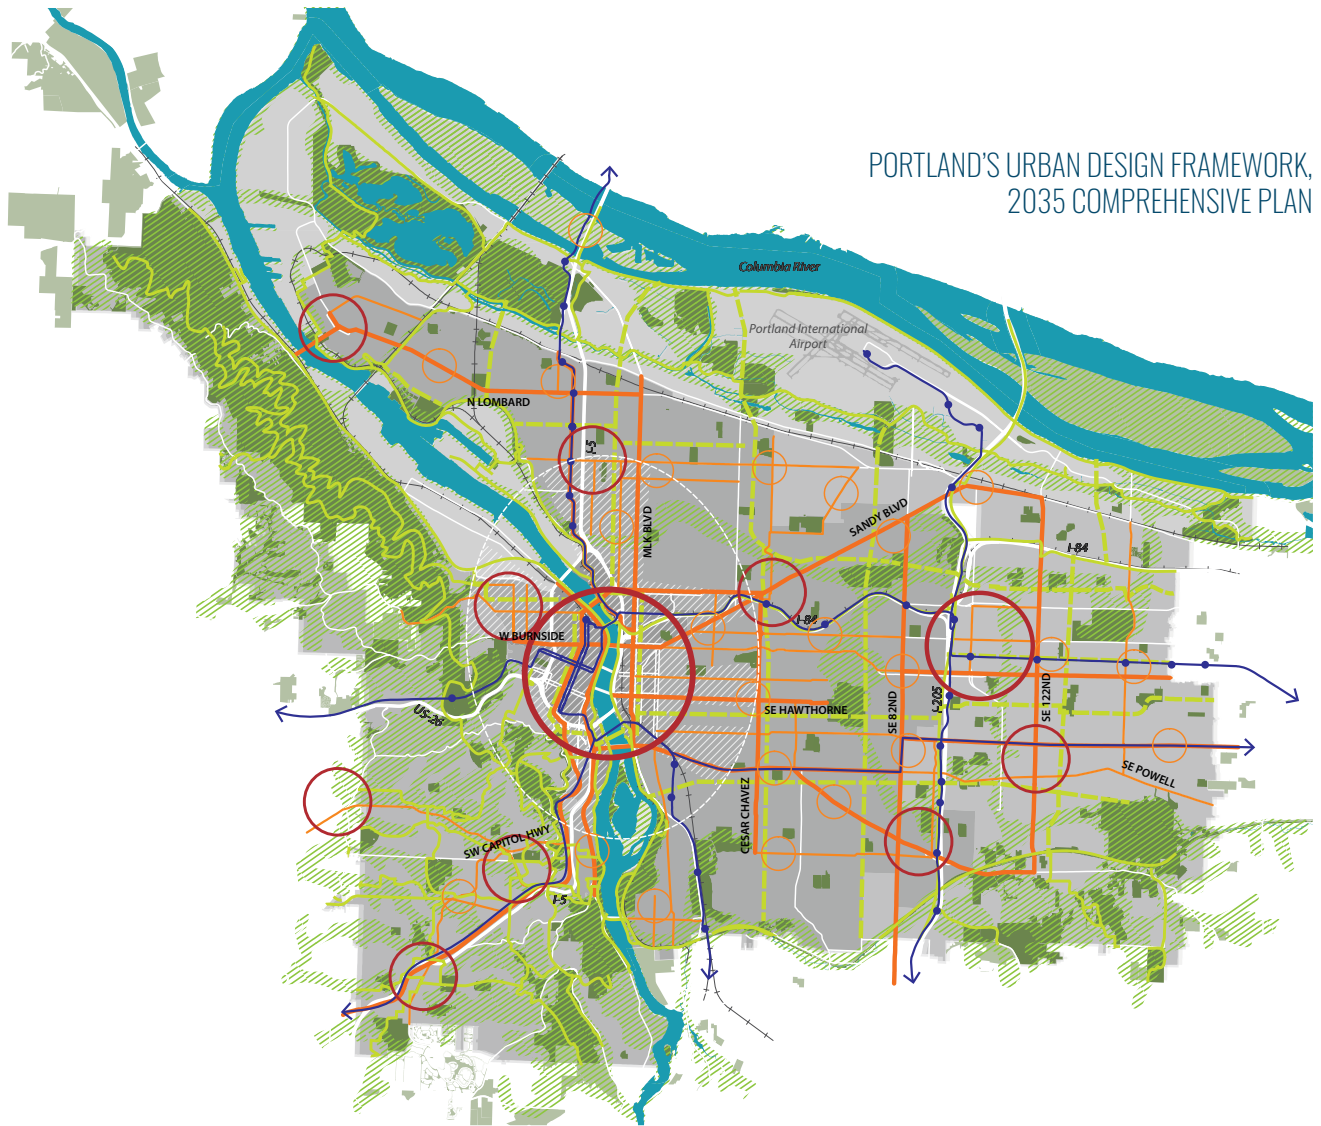 PORTLAND'S URBAN DESIGN FRAMEWORK,
2035 COMPREHENSIVE PLAN
Columbia River
Portland International
Airport
N LOMBARD
I-5
MLK BLVD
SANDY BLVD
I-84
I-84
W BURNSIDE
US-26
SE HAWTHORNE
SE 82ND
I-205
SE 122ND
SE POWELL
CESAR CHAVEZ
SW CAPITOL HWY
I-5